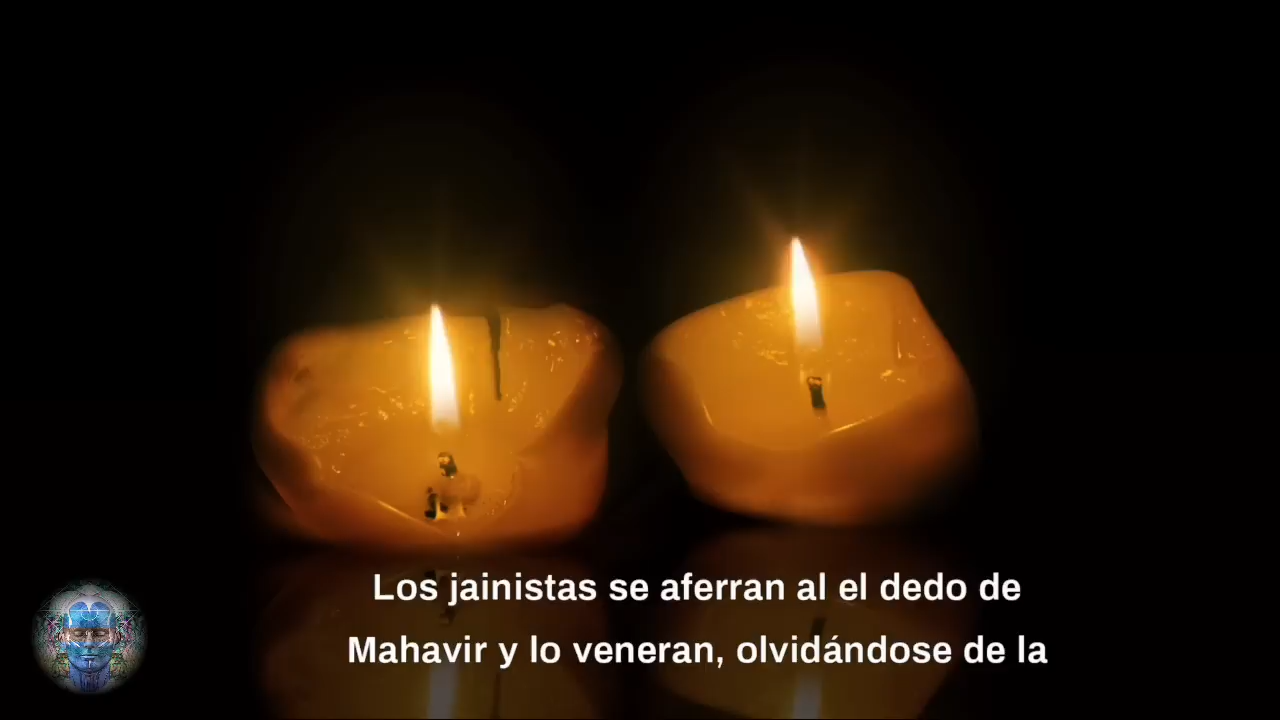 Los jainistas se aferran al el dedo de
Mahavir y lo veneran, olvidándose de la